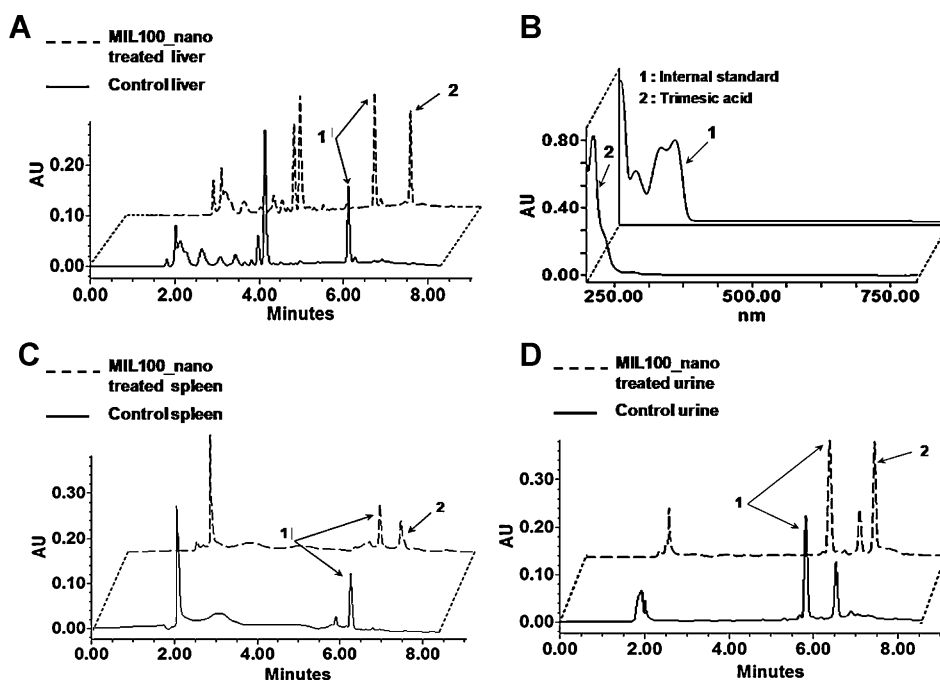 A
MIL100_nano
treated liver
Control liver
1
2
AU
0.20
0.10
0.00
0.00 2.00 4.00 6.00 8.00
Minutes
B
1 : Internal standard
2 : Trimesic acid
1
2
AU
0.80
0.40
0.00
250.00 500.00 750.00
nm
C
MIL100_nano
treated spleen
Control spleen
1
2
AU
0.30
0.20
0.10
0.00
0.00 2.00 4.00 6.00 8.00
Minutes
D
MIL100_nano
treated urine
Control urine
1
2
AU
0.30
0.20
0.10
0.00
0.00 2.00 4.00 6.00 8.00
Minutes